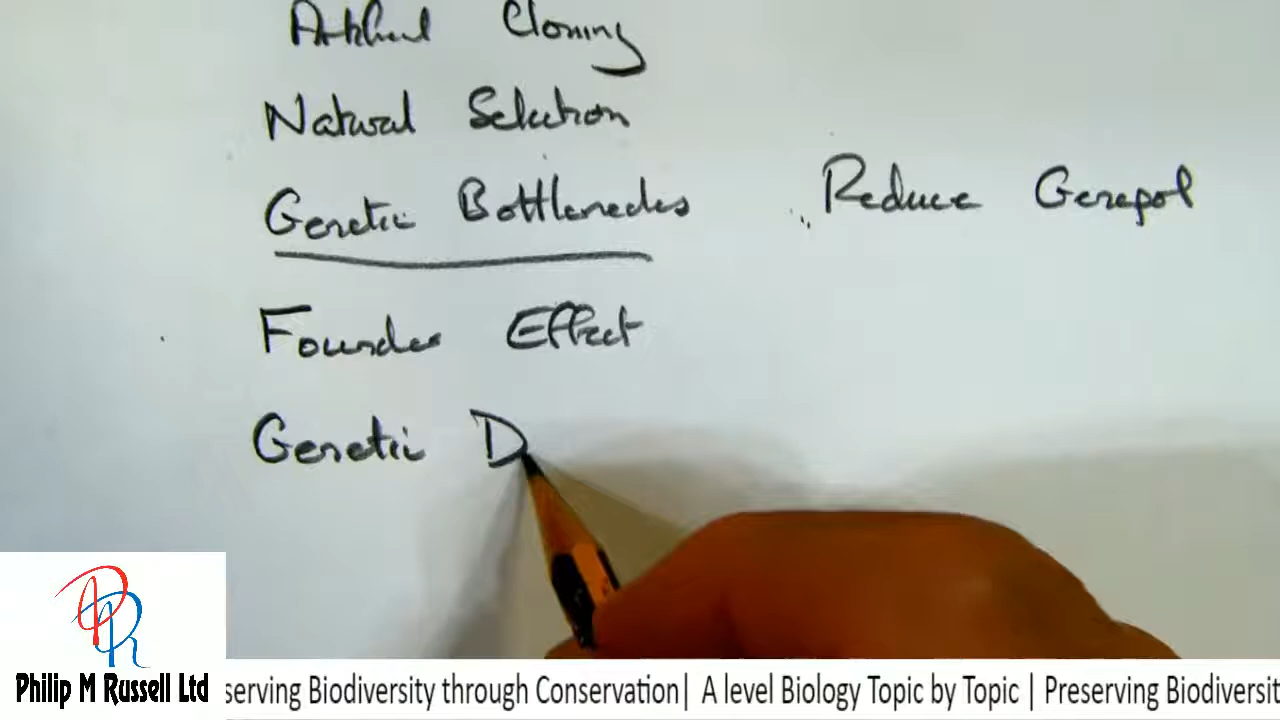 Artificial Cloning
Natural Selection
Genetic Bottlenecks Reduce Genepool
Founder Effect
Genetic D
Philip M Russell Ltd
serving Biodiversity through Conservation| A level Biology Topic by Topic | Preserving Biodiversit